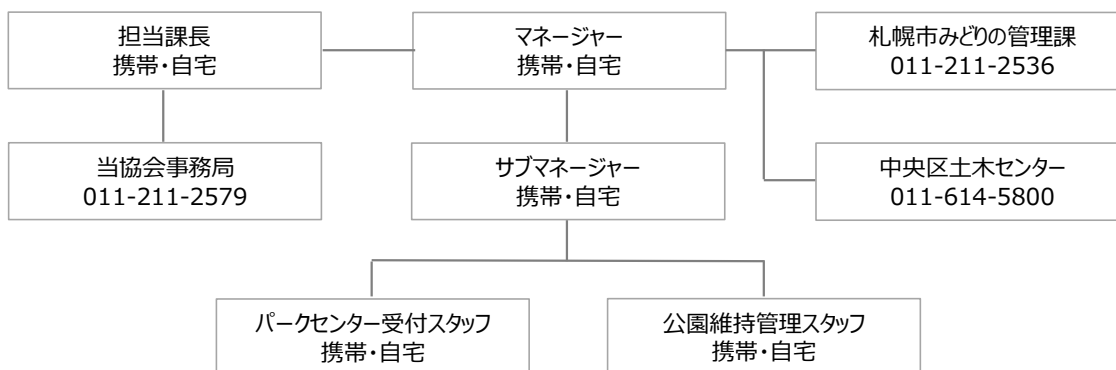 担当課長
携帯・自宅
マネージャー
携帯・自宅
札幌市みどりの管理課
011-211-2536
当協会事務局
011-211-2579
サブマネージャー
携帯・自宅
中央区土木センター
011-614-5800
パークセンター受付スタッフ
携帯・自宅
公園維持管理スタッフ
携帯・自宅